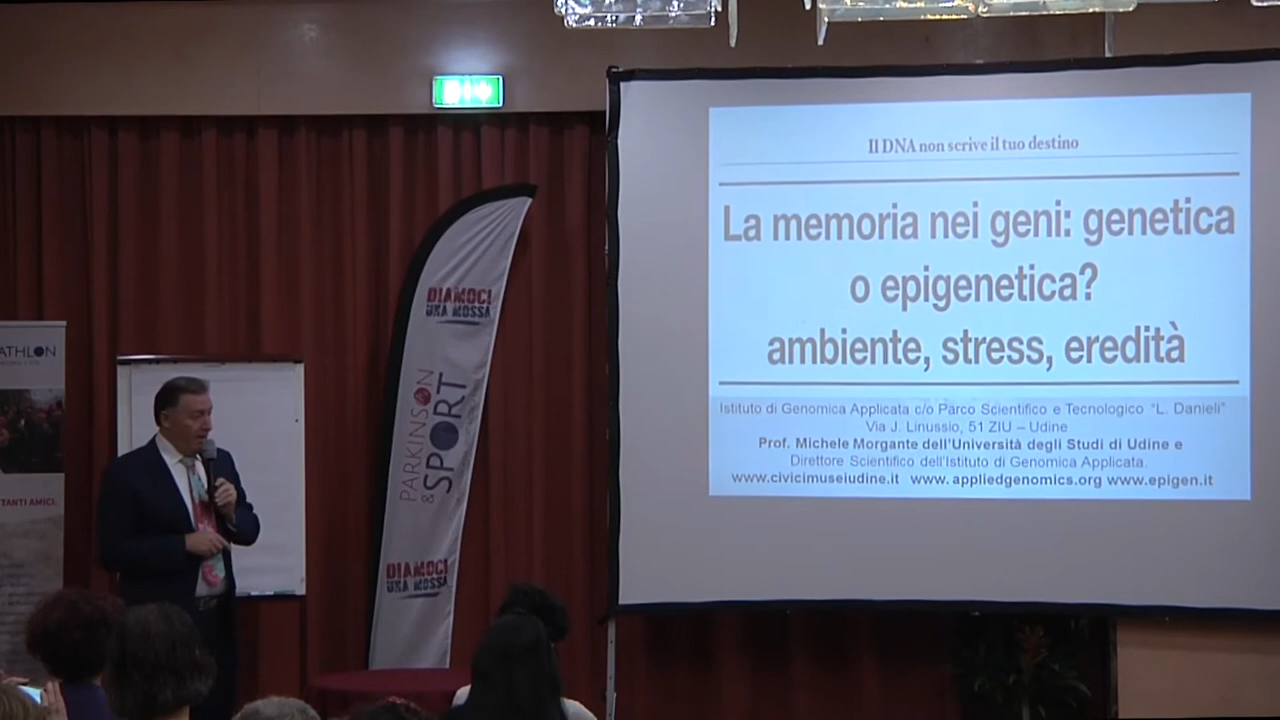 Il DNA non scrive il tuo destino
La memoria nei geni: genetica
o epigenetica?
ambiente, stress, eredità
Istituto di Genomica Applicata c/o Parco Scientifico e Tecnologico "L. Danieli"
Via J. Linussio, 51 ZIU – Udine
Prof. Michele Morgante dell'Università degli Studi di Udine e
Direttore Scientifico dell'Istituto di Genomica Applicata.
www.civicimuseiudine.it www. appliedgenomics.org www.epigen.it
DIAMOCI
UNA MOSSA
PARKINSON
& SPORT
DIAMOCI
UNA MOSSA
ATHLON
TANTI AMICI.